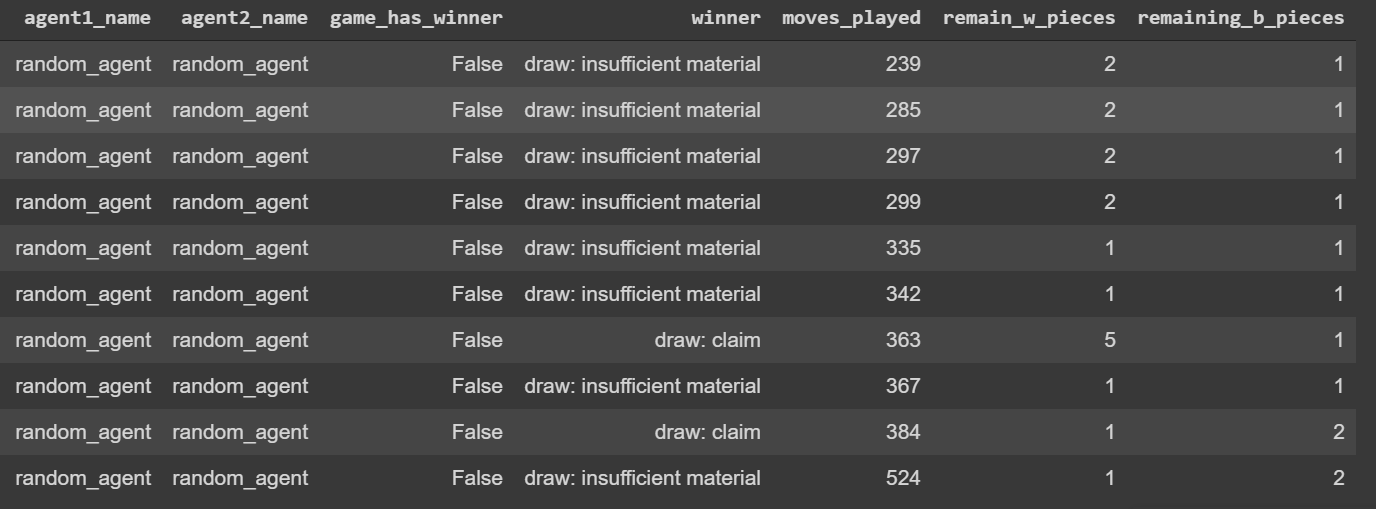 agent1_name agent2_name game_has_winner winner moves_played remain_w_pieces remaining_b_pieces
random_agent random_agent False draw: insufficient material 239 2 1
random_agent random_agent False draw: insufficient material 285 2 1
random_agent random_agent False draw: insufficient material 297 2 1
random_agent random_agent False draw: insufficient material 299 2 1
random_agent random_agent False draw: insufficient material 335 1 1
random_agent random_agent False draw: insufficient material 342 1 1
random_agent random_agent False draw: claim 363 5 1
random_agent random_agent False draw: insufficient material 367 1 1
random_agent random_agent False draw: claim 384 1 2
random_agent random_agent False draw: insufficient material 524 1 2